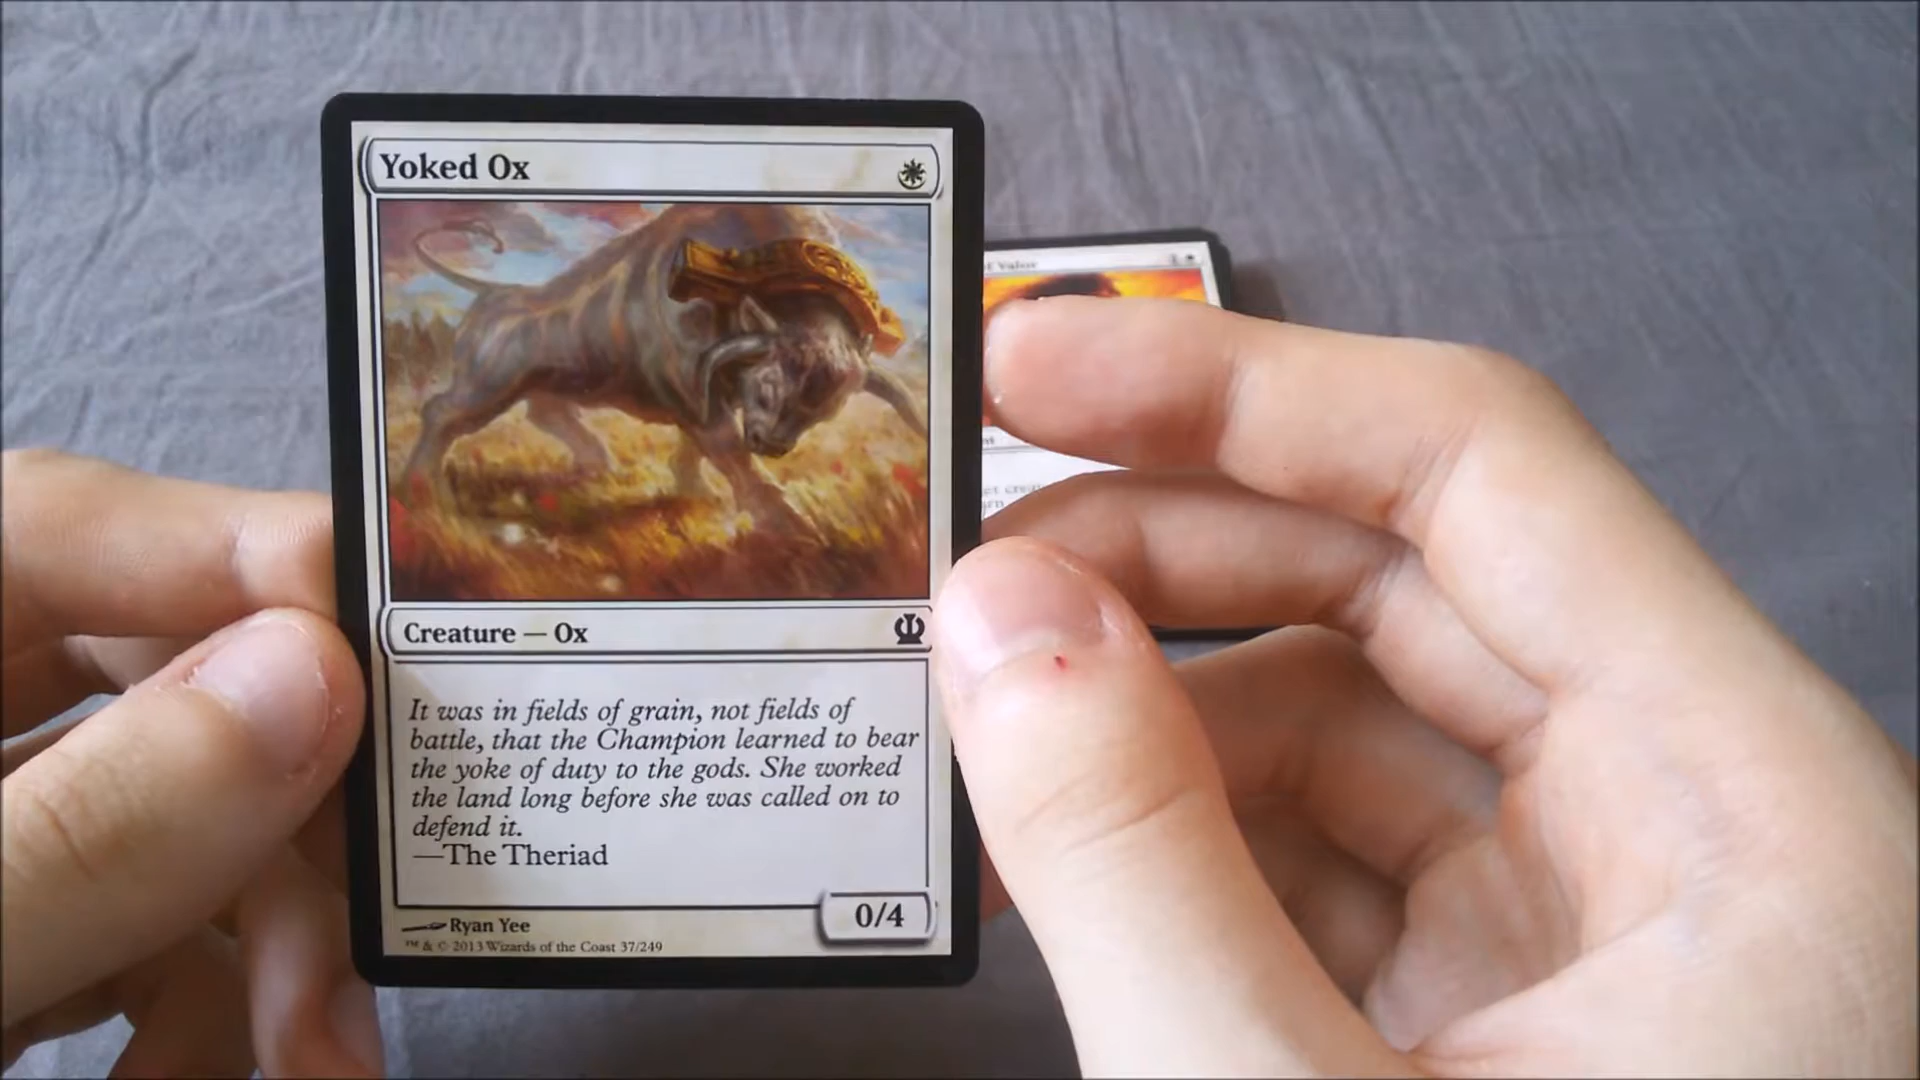 Yoked Ox
Creature — Ox
It was in fields of grain, not fields of
battle, that the Champion learned to bear
the yoke of duty to the gods. She worked
the land long before she was called on to
defend it.
—The Theriad
0/4
Ryan Yee
™ & © 2013 Wizards of the Coast 37/249
Valor
1